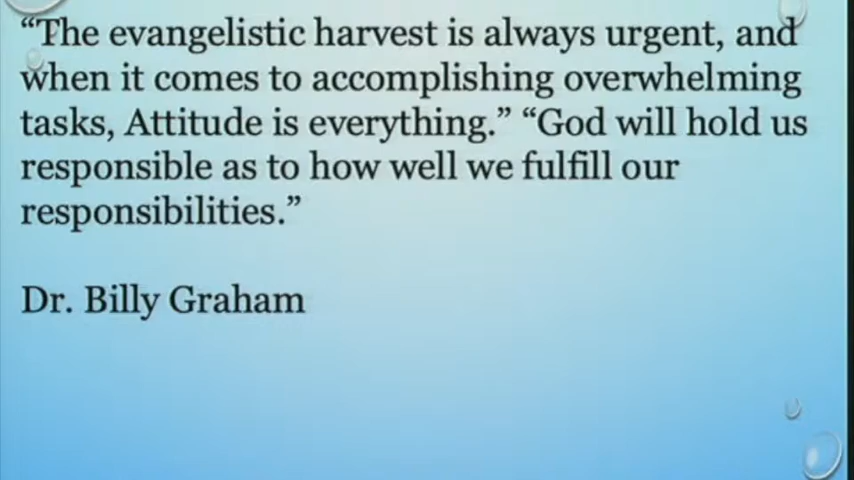 “The evangelistic harvest is always urgent, and
when it comes to accomplishing overwhelming
tasks, Attitude is everything.” “God will hold us
responsible as to how well we fulfill our
responsibilities.”
Dr. Billy Graham